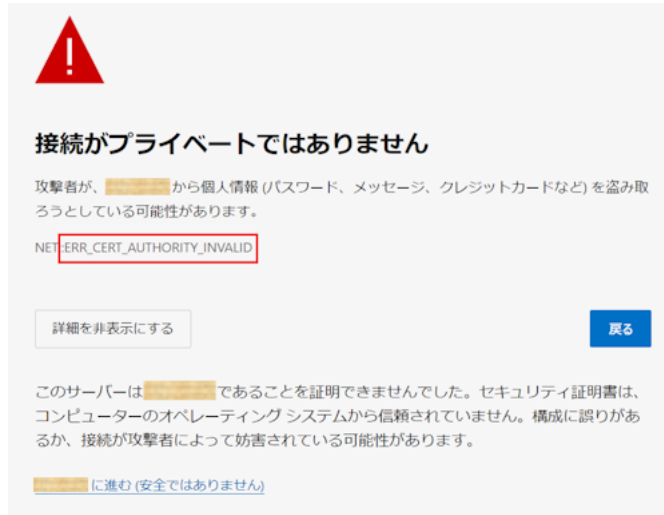 接続がプライベートではありません
攻撃者が、 から個人情報 (パスワード、メッセージ、クレジットカードなど) を盗み取
ろうとしている可能性があります。
NET::ERR_CERT_AUTHORITY_INVALID
詳細を非表示にする
戻る
このサーバーは であることを証明できませんでした。セキュリティ証明書は、
コンピューターのオペレーティング システムから信頼されていません。構成に誤りがあ
るか、接続が攻撃者によって妨害されている可能性があります。
に進む (安全ではありません)